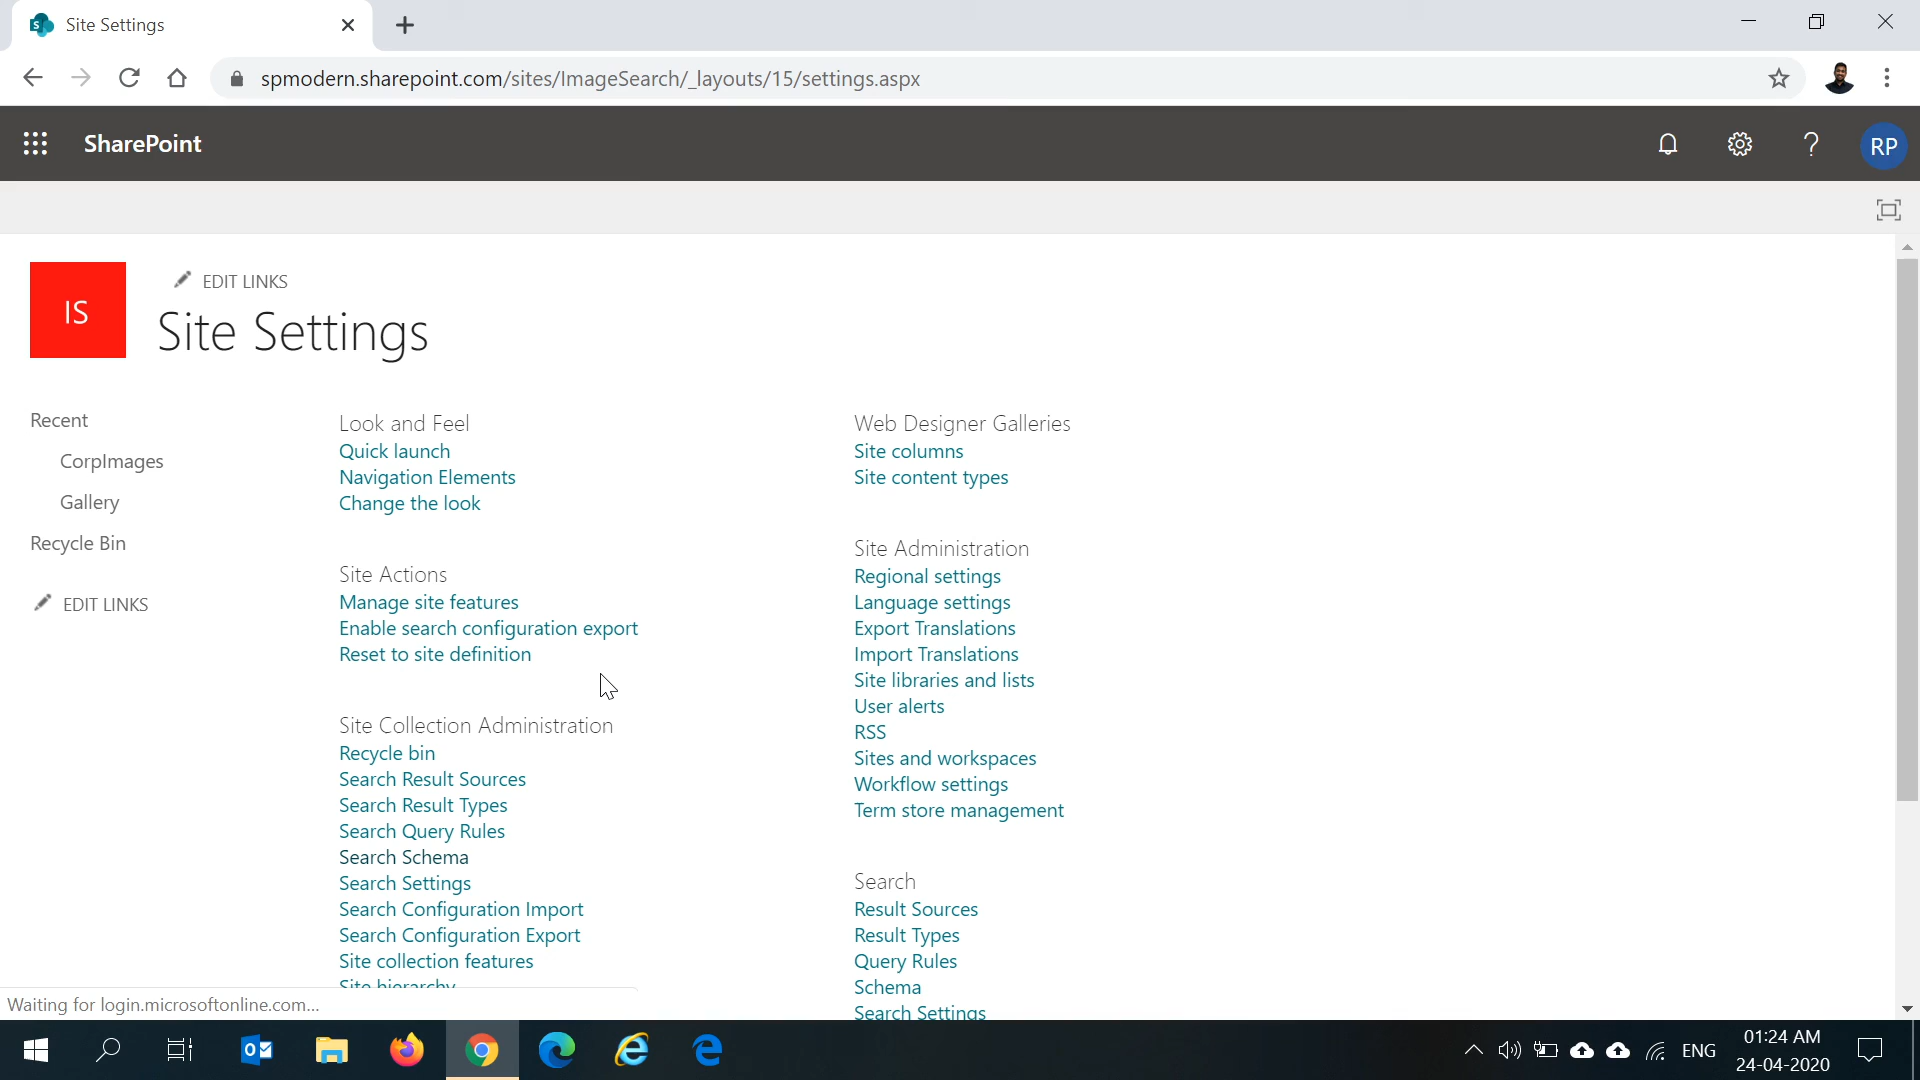 Site Settings
spmodern.sharepoint.com/sites/ImageSearch/_layouts/15/settings.aspx
SharePoint
RP
IS
EDIT LINKS
Site Settings
Recent
CorpImages
Gallery
Recycle Bin
EDIT LINKS
Look and Feel
Quick launch
Navigation Elements
Change the look
Site Actions
Manage site features
Enable search configuration export
Reset to site definition
Site Collection Administration
Recycle bin
Search Result Sources
Search Result Types
Search Query Rules
Search Schema
Search Settings
Search Configuration Import
Search Configuration Export
Site collection features
Site hierarchy
Web Designer Galleries
Site columns
Site content types
Site Administration
Regional settings
Language settings
Export Translations
Import Translations
Site libraries and lists
User alerts
RSS
Sites and workspaces
Workflow settings
Term store management
Search
Result Sources
Result Types
Query Rules
Schema
Search Settings
Waiting for login.microsoftonline.com...
ENG
01:24 AM
24-04-2020